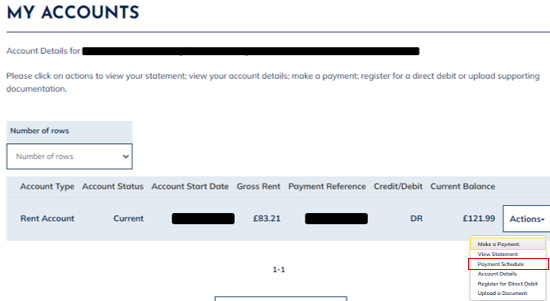 MY ACCOUNTS
Account Details for
Please click on actions to view your statement; view your account details; make a payment; register for a direct debit or upload supporting
documentation.
Number of rows
Number of rows
Account Type Account Status Account Start Date Gross Rent Payment Reference Credit/Debit Current Balance
Rent Account Current £83.21 DR £121.99 Actions
Make a Payment
View Statement
Payment Schedule
Account Details
Register for Direct Debit
Upload a Document
1-1